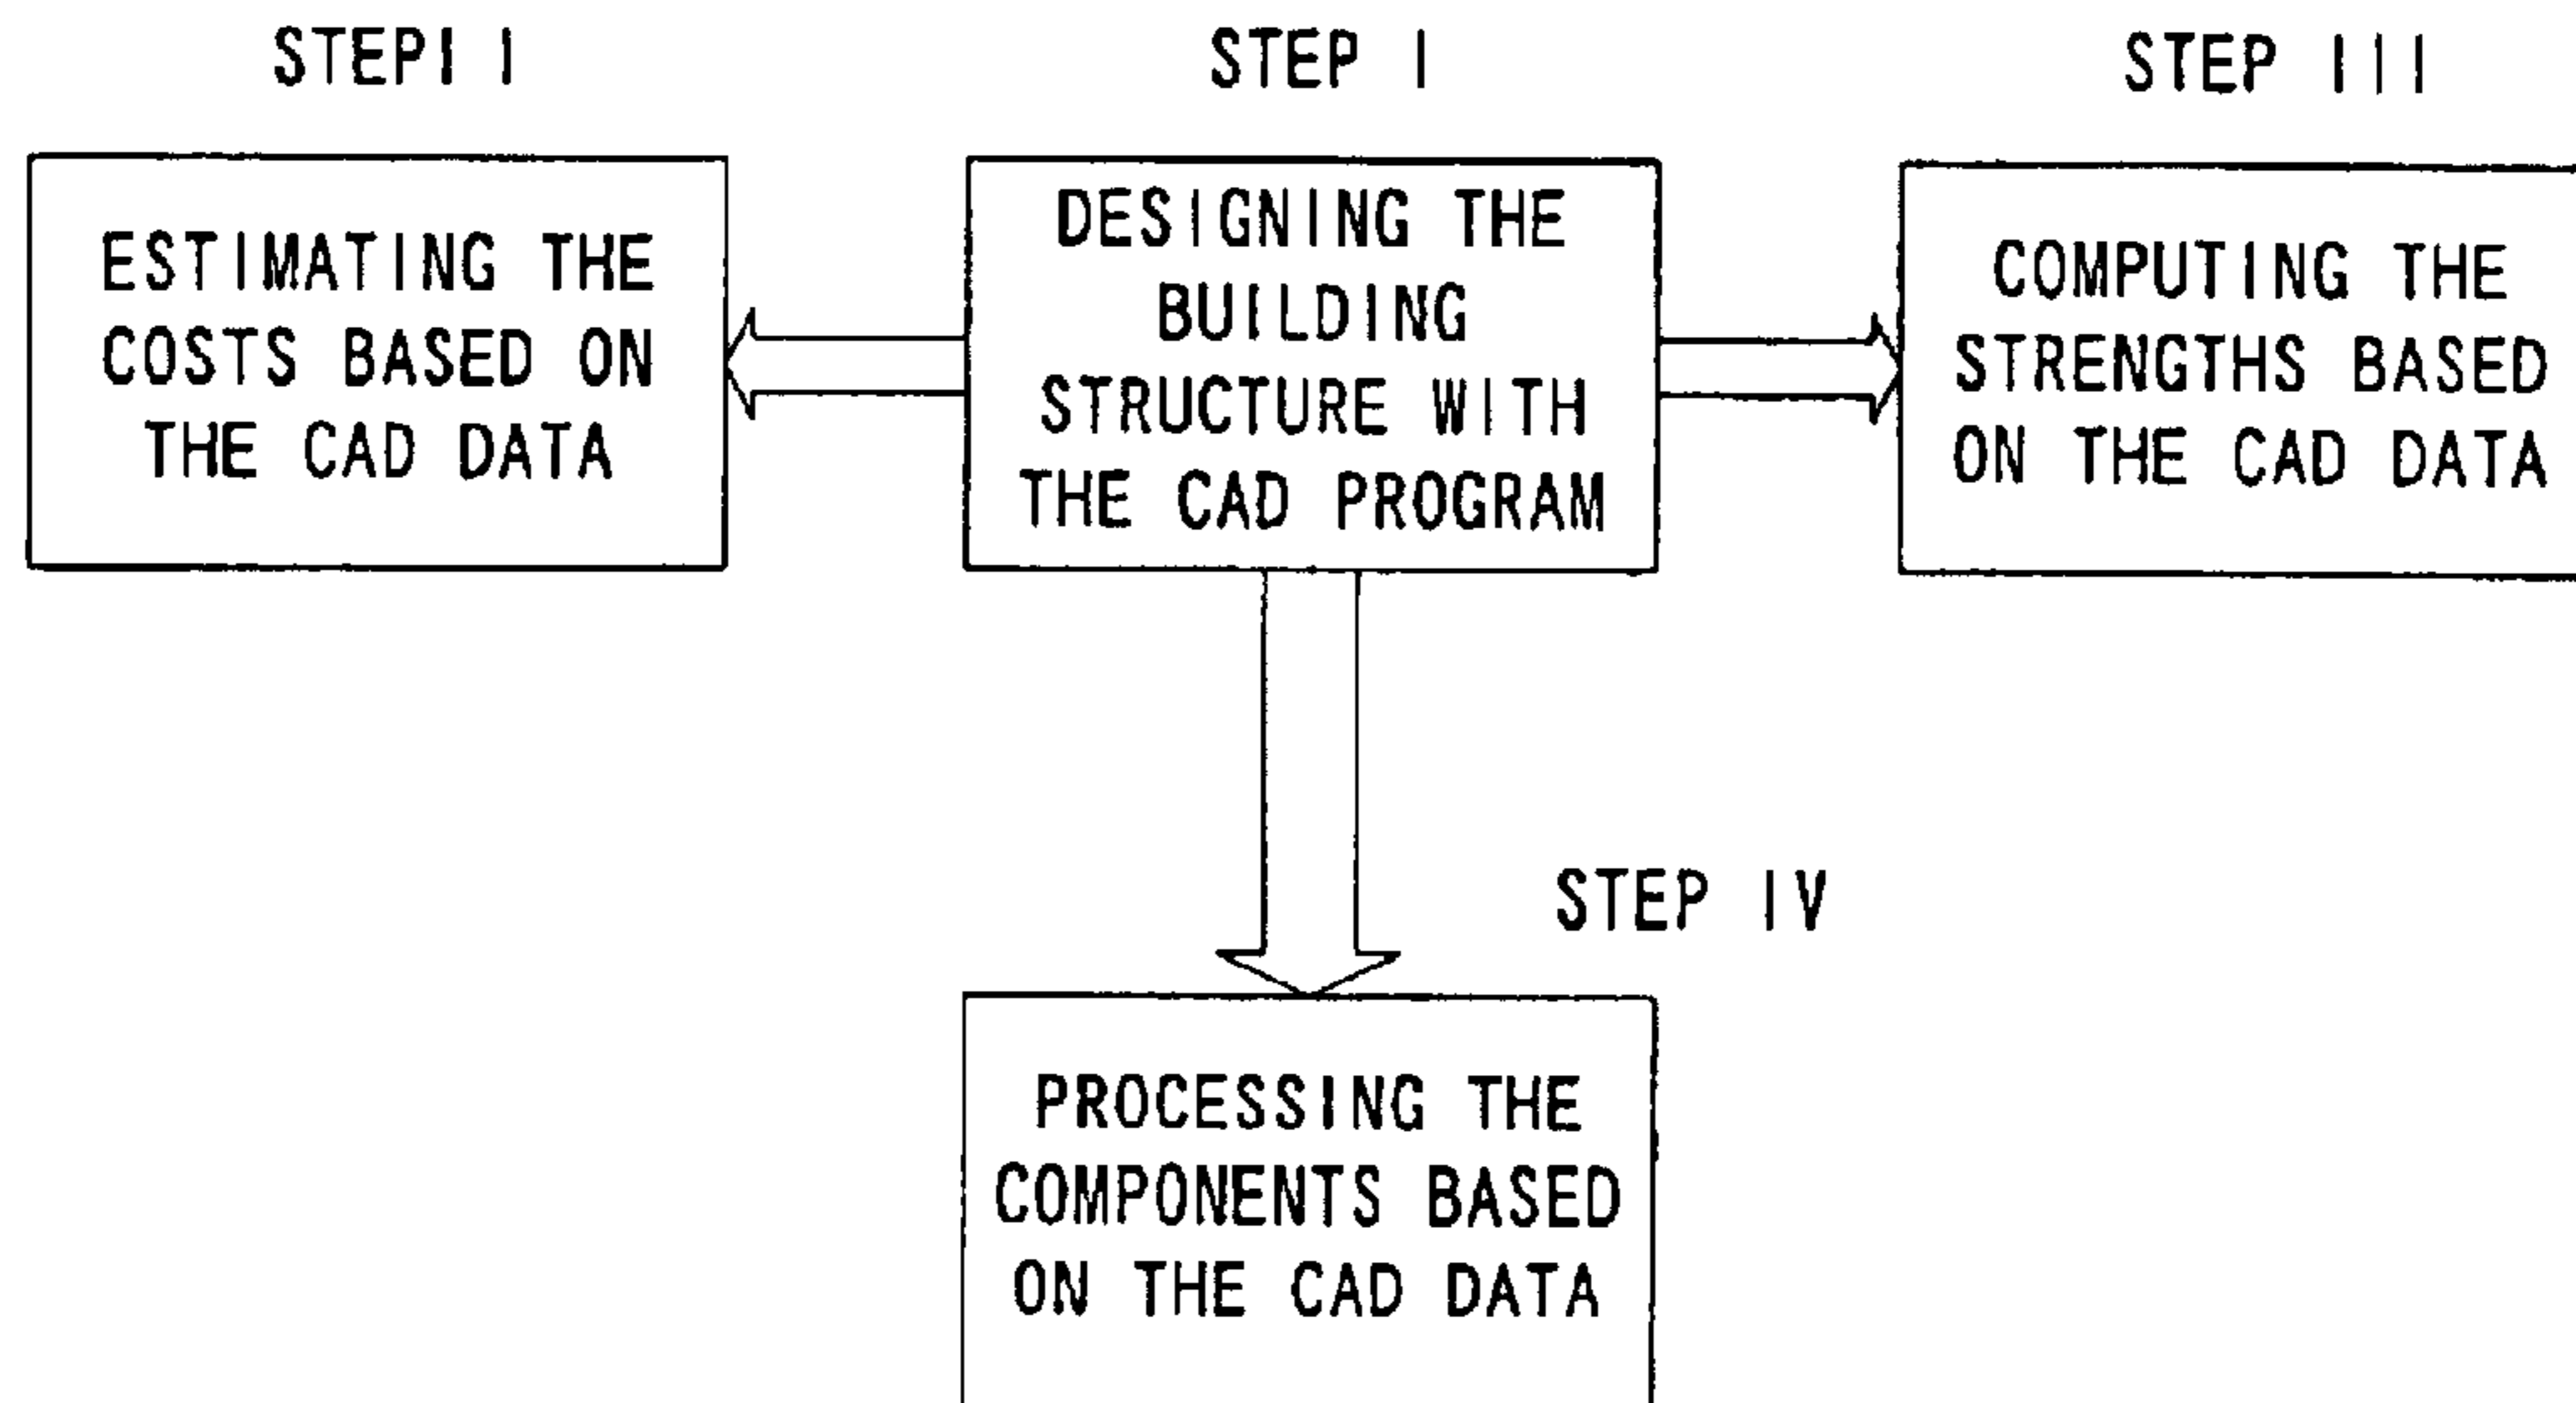 STEPI I
ESTIMATING THE
COSTS BASED ON
THE CAD DATA
STEP I
DESIGNING THE
BUILDING
STRUCTURE WITH
THE CAD PROGRAM
STEP III
COMPUTING THE
STRENGTHS BASED
ON THE CAD DATA
STEP IV
PROCESSING THE
COMPONENTS BASED
ON THE CAD DATA